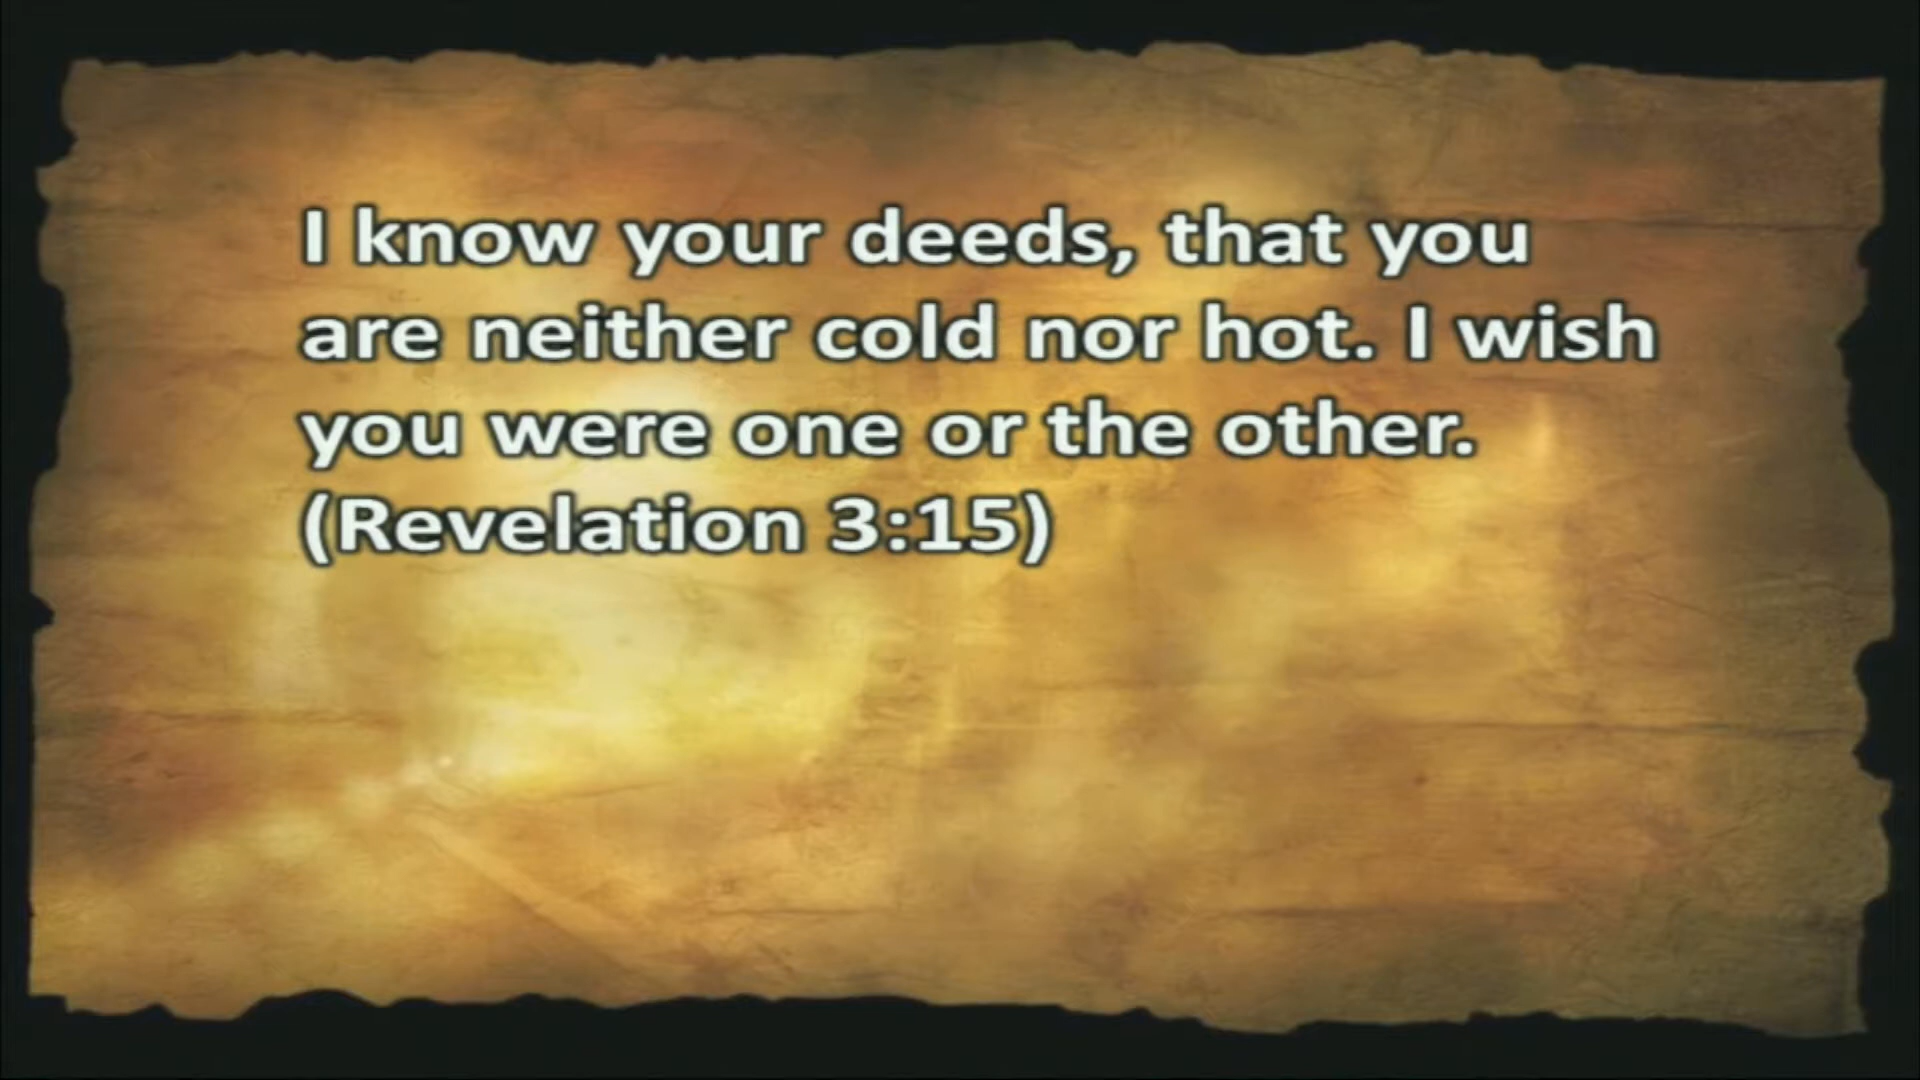 I know your deeds, that you
are neither cold nor hot. I wish
you were one or the other.
(Revelation 3:15)